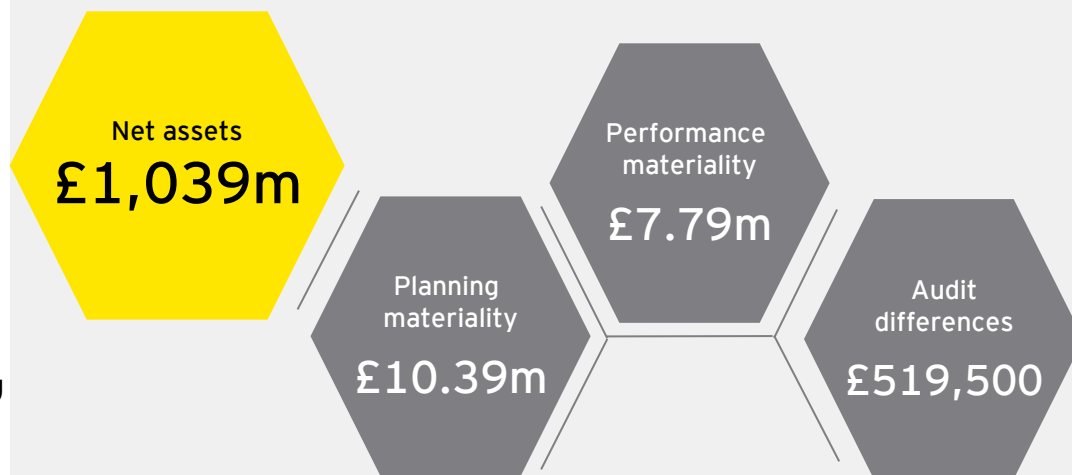 Net assets
£1,039m
Performance
materiality
£7.79m
Planning
materiality
£10.39m
Audit
differences
£519,500